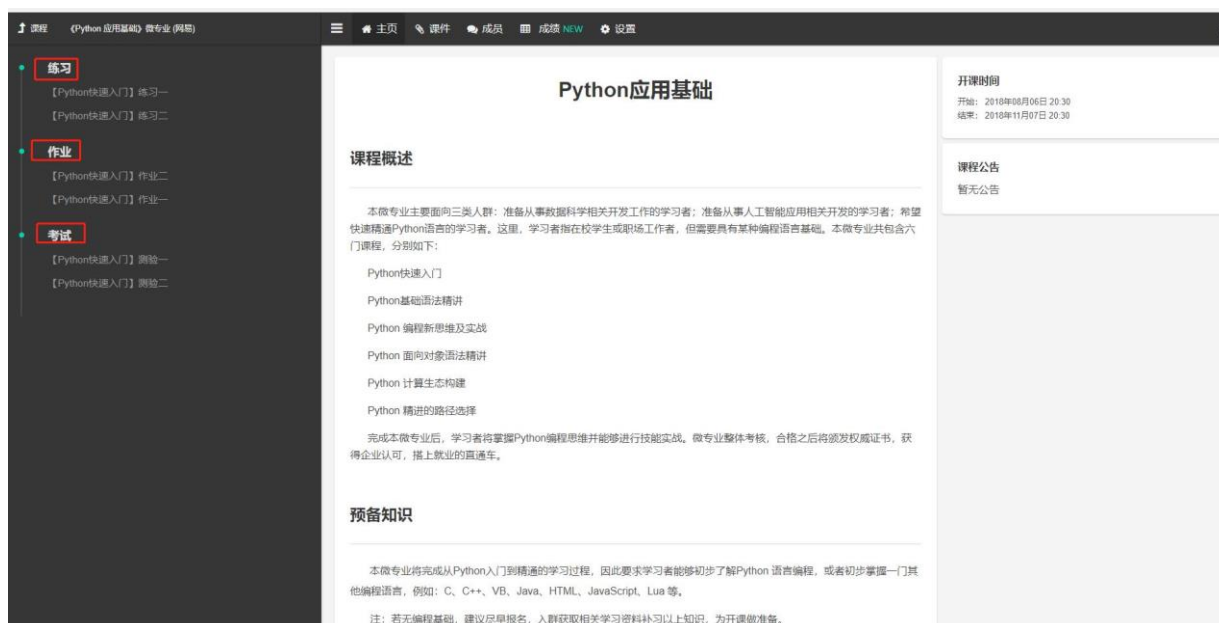 课程 《Python 应用基础》微专业 (网易)
主页 课件 成员 成绩 NEW 设置
练习
【Python快速入门】练习一
【Python快速入门】练习二
作业
【Python快速入门】作业二
【Python快速入门】作业一
考试
【Python快速入门】测验一
【Python快速入门】测验二
Python应用基础
课程概述
本微专业主要面向三类人群：准备从事数据科学相关开发工作的学习者；准备从事人工智能应用相关开发的学习者；希望
快速精通Python语言的学习者。这里，学习者指在校学生或职场工作者，但需要具有某种编程语言基础。本微专业共包含六
门课程，分别如下：
Python快速入门
Python基础语法精讲
Python 编程新思维及实战
Python 面向对象语法精讲
Python 计算生态构建
Python 精进的路径选择
完成本微专业后，学习者将掌握Python编程思维并能够进行技能实战。微专业整体考核，合格之后将颁发权威证书，获
得企业认可，搭上就业的直通车。
预备知识
本微专业将完成从Python入门到精通的学习过程，因此要求学习者能够初步了解Python 语言编程，或者初步掌握一门其
他编程语言，例如：C、C++、VB、Java、HTML、JavaScript、Lua 等。
注：若无编程基础，建议尽早报名，入群获取相关学习资料补习以上知识，为开课做准备。
开课时间
开始： 2018年08月06日 20:30
结束： 2018年11月07日 20:30
课程公告
暂无公告